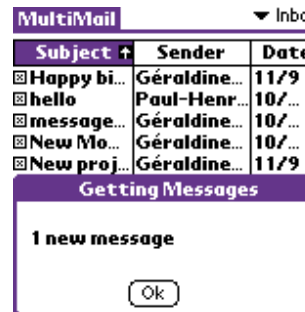 MultiMail Inbo
Subject Sender Date
Happy bi... Géraldine... 11/9
hello Paul-Henr... 10/...
message... Géraldine... 10/...
New Mo... Géraldine... 10/...
New proj... Géraldine... 11/9
Getting Messages
1 new message
Ok